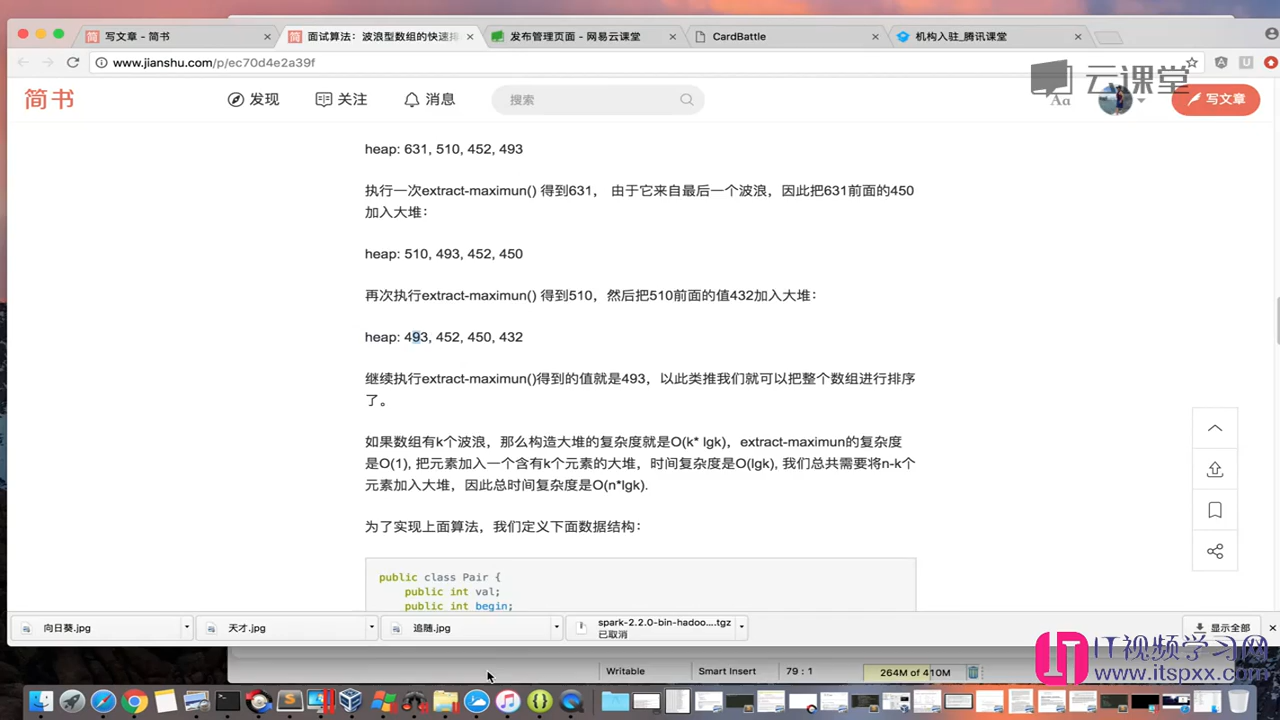 写文章 - 简书
面试算法：波浪型数组的快速排
发布管理页面 - 网易云课堂
CardBattle
机构入驻_腾讯课堂
www.jianshu.com/p/ec70d4e2a39f
云课堂
简书
发现
关注
消息
搜索
Aa
写文章
heap: 631, 510, 452, 493
执行一次extract-maximun() 得到631， 由于它来自最后一个波浪，因此把631前面的450
加入大堆：
heap: 510, 493, 452, 450
再次执行extract-maximun() 得到510，然后把510前面的值432加入大堆：
heap: 493, 452, 450, 432
继续执行extract-maximun()得到的值就是493，以此类推我们就可以把整个数组进行排序
了。
如果数组有k个波浪，那么构造大堆的复杂度就是O(k* lgk)，extract-maximun的复杂度
是O(1), 把元素加入一个含有k个元素的大堆，时间复杂度是O(lgk), 我们总共需要将n-k个
元素加入大堆，因此总时间复杂度是O(n*lgk).
为了实现上面算法，我们定义下面数据结构：
public class Pair {
public int val;
public int begin;
向日葵.jpg
天才.jpg
追随.jpg
spark-2.2.0-bin-hadoo....tgz
已取消
显示全部
Writable
Smart Insert
79 : 1
264M of 410M
IT视频学习网
www.itspxx.com